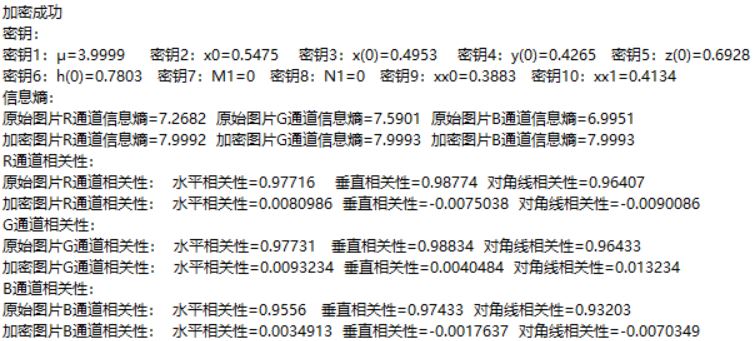 加密成功
密钥：
密钥1：μ=3.9999 密钥2：x0=0.5475 密钥3：x(0)=0.4953 密钥4：y(0)=0.4265 密钥5：z(0)=0.6928
密钥6：h(0)=0.7803 密钥7：M1=0 密钥8：N1=0 密钥9：xx0=0.3883 密钥10：xx1=0.4134
信息熵：
原始图片R通道信息熵=7.2682 原始图片G通道信息熵=7.5901 原始图片B通道信息熵=6.9951
加密图片R通道信息熵=7.9992 加密图片G通道信息熵=7.9993 加密图片B通道信息熵=7.9993
R通道相关性：
原始图片R通道相关性： 水平相关性=0.97716 垂直相关性=0.98774 对角线相关性=0.96407
加密图片R通道相关性： 水平相关性=0.0080986 垂直相关性=-0.0075038 对角线相关性=-0.0090086
G通道相关性：
原始图片G通道相关性： 水平相关性=0.97731 垂直相关性=0.98834 对角线相关性=0.96433
加密图片G通道相关性： 水平相关性=0.0093234 垂直相关性=0.0040484 对角线相关性=0.013234
B通道相关性：
原始图片B通道相关性： 水平相关性=0.9556 垂直相关性=0.97433 对角线相关性=0.93203
加密图片B通道相关性： 水平相关性=0.0034913 垂直相关性=-0.0017637 对角线相关性=-0.0070349